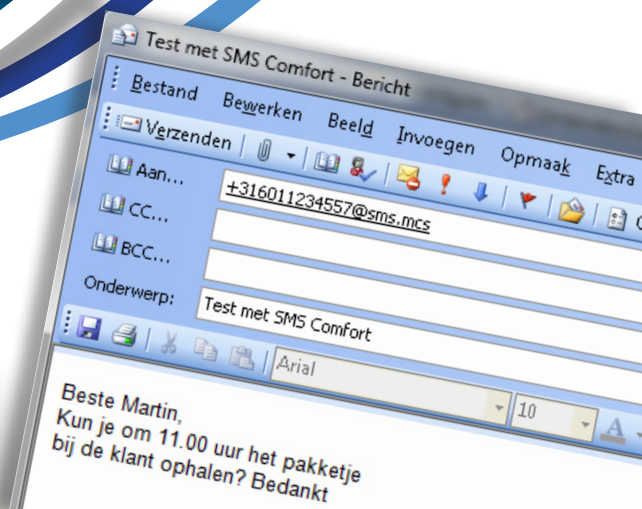 Test met SMS Comfort - Bericht
Bestand Bewerken Beeld Invoegen Opmaak Extra
Verzenden
Aan... +316011234557@sms.mcs
CC...
BCC...
Onderwerp: Test met SMS Comfort
Arial 10 A
Beste Martin,
Kun je om 11.00 uur het pakketje
bij de klant ophalen? Bedankt